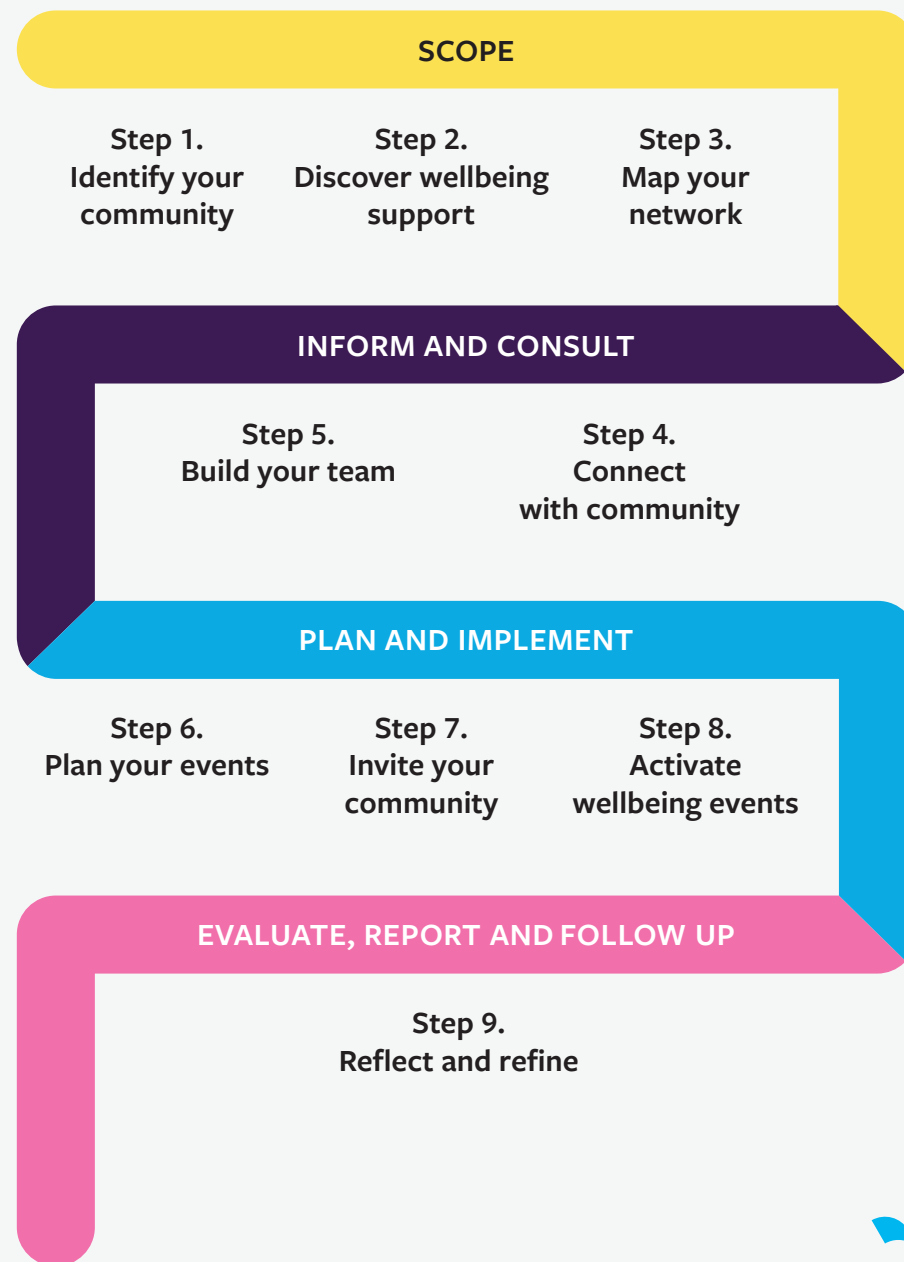 SCOPE
Step 1.
Identify your
community
Step 2.
Discover wellbeing
support
Step 3.
Map your
network
INFORM AND CONSULT
Step 5.
Build your team
Step 4.
Connect
with community
PLAN AND IMPLEMENT
Step 6.
Plan your events
Step 7.
Invite your
community
Step 8.
Activate
wellbeing events
EVALUATE, REPORT AND FOLLOW UP
Step 9.
Reflect and refine